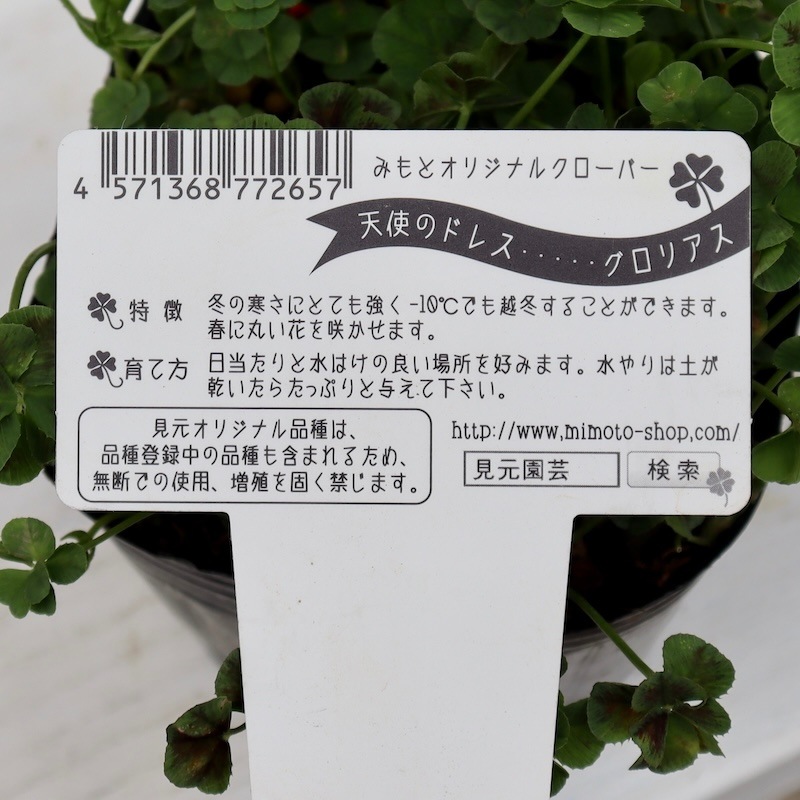 みもとオリジナルクローバー
4 571368 772657
天使のドレス・・・・・グロリアス
特 徴 冬の寒さにとても強く-10℃でも越冬することができます。
春に丸い花を咲かせます。
育て方 日当たりと水はけの良い場所を好みます。水やりは土が
乾いたらたっぷりと与えて下さい。
見元オリジナル品種は、
品種登録中の品種も含まれるため、
無断での使用、増殖を固く禁じます。
http://www,mimoto-shop,com/
見元園芸 検索